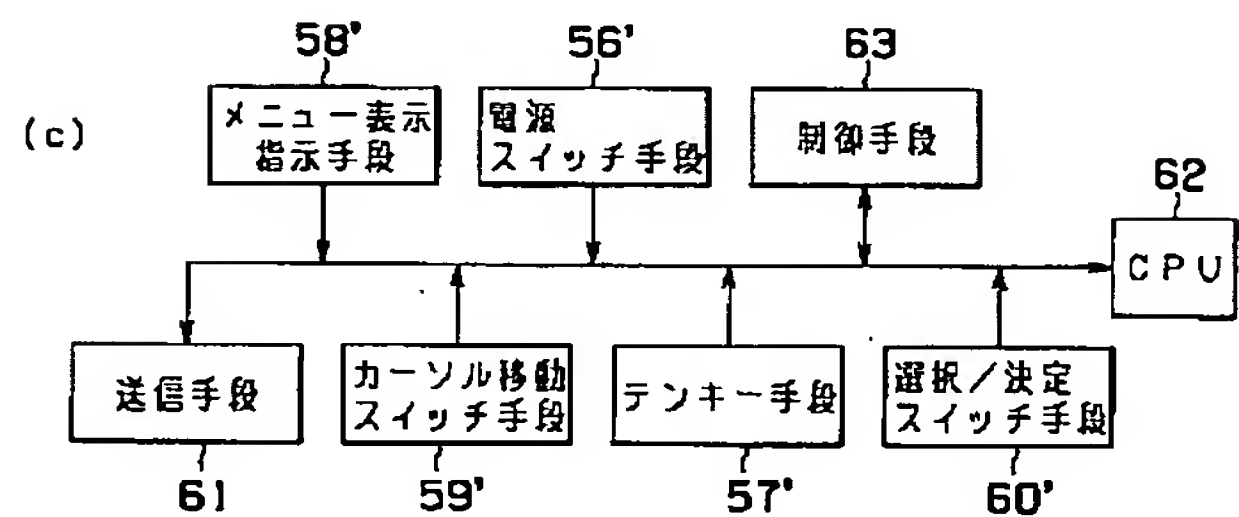 58' 56' 63
(c)
メニュー表示
指示手段
電源
スイッチ手段
制御手段
62
CPU
送信手段
カーソル移動
スイッチ手段
テンキー手段
選択/決定
スイッチ手段
61 59' 57' 60'